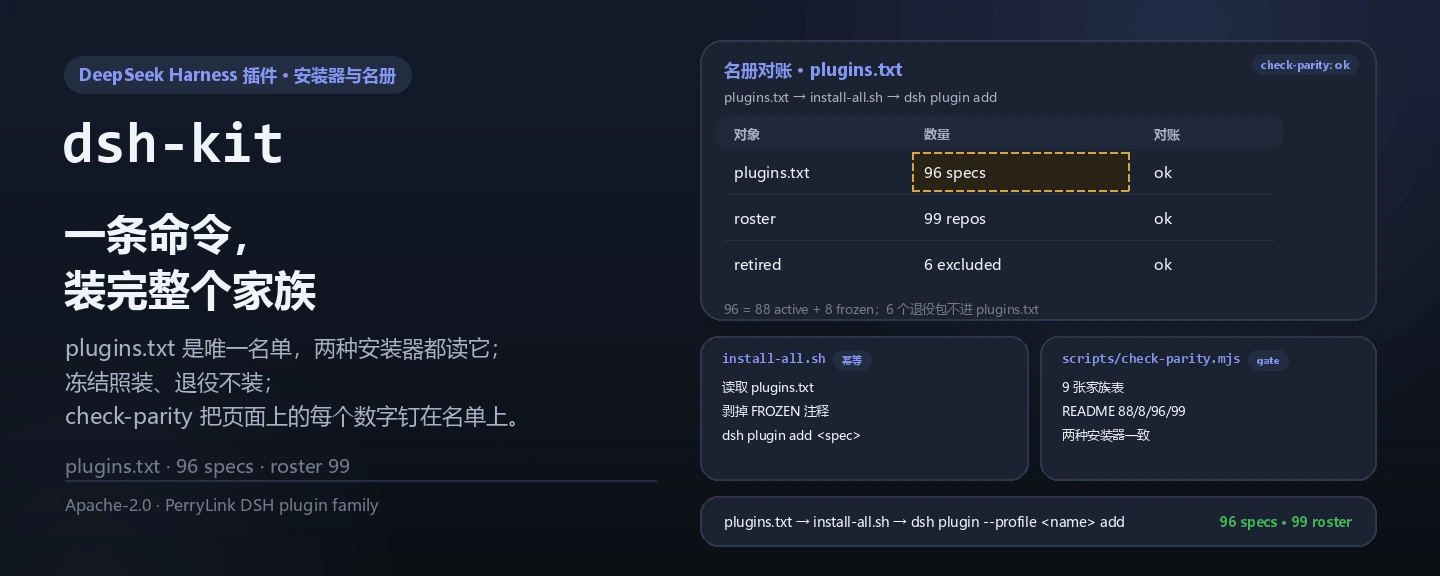 DeepSeek Harness 插件 • 安装器与名册
dsh-kit
一条命令，
装完整个家族
plugins.txt 是唯一名单，两种安装器都读它；
冻结照装、退役不装；
check-parity 把页面上的每个数字钉在名单上。
plugins.txt · 96 specs · roster 99
Apache-2.0 · PerryLink DSH plugin family
名册对账 • plugins.txt
check-parity: ok
plugins.txt → install-all.sh → dsh plugin add
对象 数量 对账
plugins.txt 96 specs ok
roster 99 repos ok
retired 6 excluded ok
96 = 88 active + 8 frozen；6 个退役包不进 plugins.txt
install-all.sh 幂等
读取 plugins.txt
剥掉 FROZEN 注释
dsh plugin add <spec>
scripts/check-parity.mjs gate
9 张家族表
README 88/8/96/99
两种安装器一致
plugins.txt → install-all.sh → dsh plugin --profile <name> add
96 specs • 99 roster